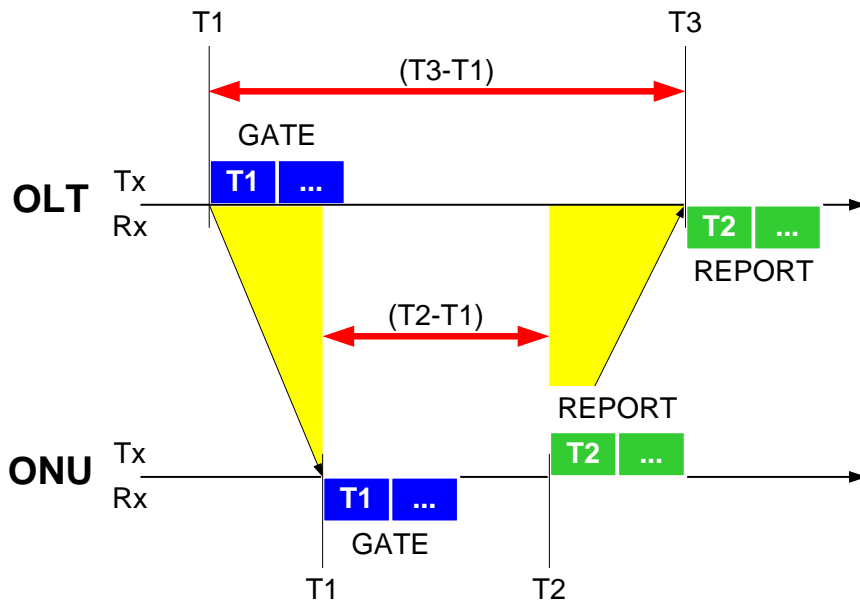 T1 T3
(T3-T1)
GATE
T1 ...
OLT Tx
Rx
T2 ...
REPORT
(T2-T1)
REPORT
T2 ...
ONU Tx
Rx
T1 ...
GATE
T1 T2